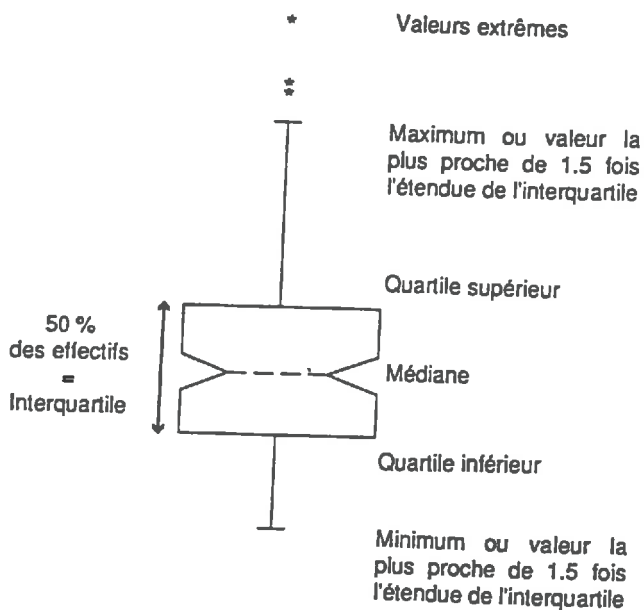 Valeurs extrêmes
Maximum ou valeur la
plus proche de 1.5 fois
l'étendue de l'interquartile
Quartile supérieur
50 %
des effectifs
=
Interquartile
Médiane
Quartile inférieur
Minimum ou valeur la
plus proche de 1.5 fois
l'étendue de l'interquartile